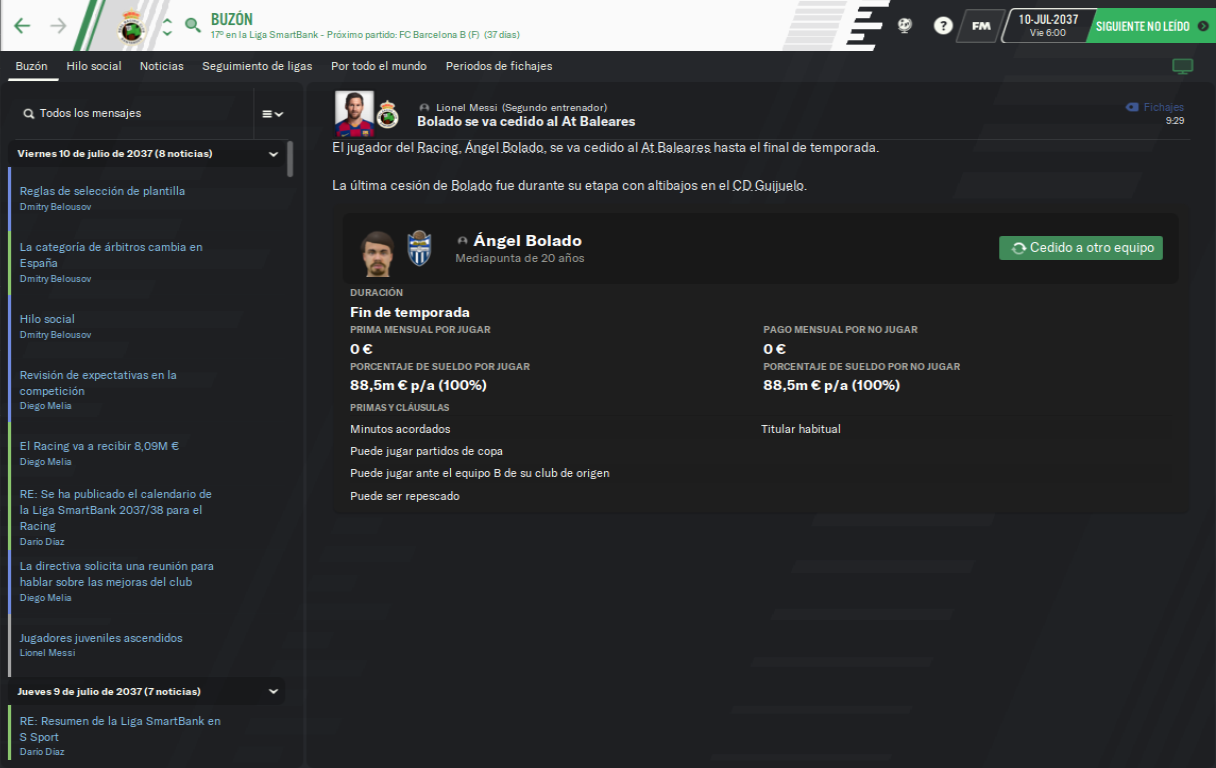 BUZÓN
17º en la Liga SmartBank - Próximo partido: FC Barcelona B (F) (37 días)
?
FM
10-JUL-2037
Vie 6:00
SIGUIENTE NO LEÍDO
Buzón
Hilo social
Noticias
Seguimiento de ligas
Por todo el mundo
Periodos de fichajes
Todos los mensajes
Viernes 10 de julio de 2037 (8 noticias)
Reglas de selección de plantilla
Dmitry Belousov
La categoría de árbitros cambia en
España
Dmitry Belousov
Hilo social
Dmitry Belousov
Revisión de expectativas en la
competición
Diego Melia
El Racing va a recibir 8,09M €
Diego Melia
RE: Se ha publicado el calendario de
la Liga SmartBank 2037/38 para el
Racing
Darío Díaz
La directiva solicita una reunión para
hablar sobre las mejoras del club
Diego Melia
Jugadores juveniles ascendidos
Lionel Messi
Jueves 9 de julio de 2037 (7 noticias)
RE: Resumen de la Liga SmartBank en
S Sport
Darío Díaz
Lionel Messi (Segundo entrenador)
Bolado se va cedido al At Baleares
Fichajes
9:29
El jugador del Racing, Ángel Bolado, se va cedido al At Baleares hasta el final de temporada.
La última cesión de Bolado fue durante su etapa con altibajos en el CD Guijuelo.
Ángel Bolado
Mediapunta de 20 años
Cedido a otro equipo
DURACIÓN
Fin de temporada
PRIMA MENSUAL POR JUGAR
PAGO MENSUAL POR NO JUGAR
0 €
0 €
PORCENTAJE DE SUELDO POR JUGAR
PORCENTAJE DE SUELDO POR NO JUGAR
88,5m € p/a (100%)
88,5m € p/a (100%)
PRIMAS Y CLÁUSULAS
Minutos acordados
Titular habitual
Puede jugar partidos de copa
Puede jugar ante el equipo B de su club de origen
Puede ser repescado